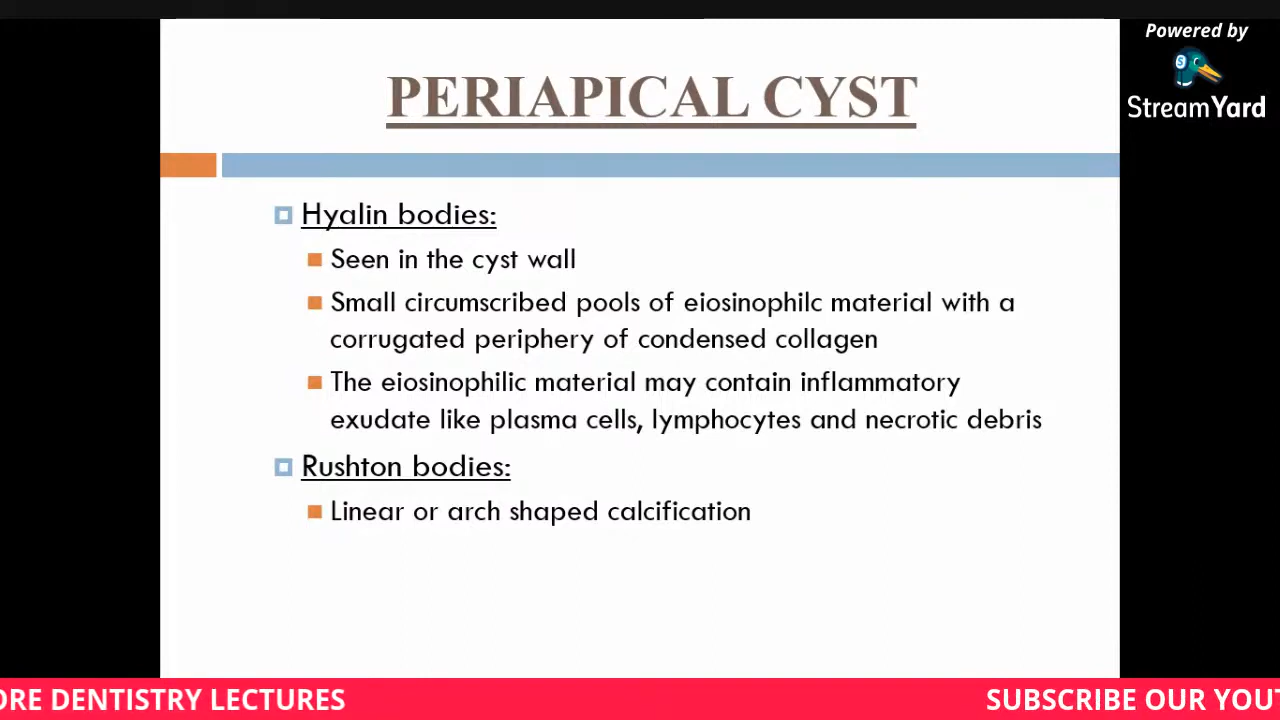 Powered by
StreamYard
PERIAPICAL CYST
Hyalin bodies:
Seen in the cyst wall
Small circumscribed pools of eiosinophilc material with a
corrugated periphery of condensed collagen
The eiosinophilic material may contain inflammatory
exudate like plasma cells, lymphocytes and necrotic debris
Rushton bodies:
Linear or arch shaped calcification
ORE DENTISTRY LECTURES SUBSCRIBE OUR YOUT